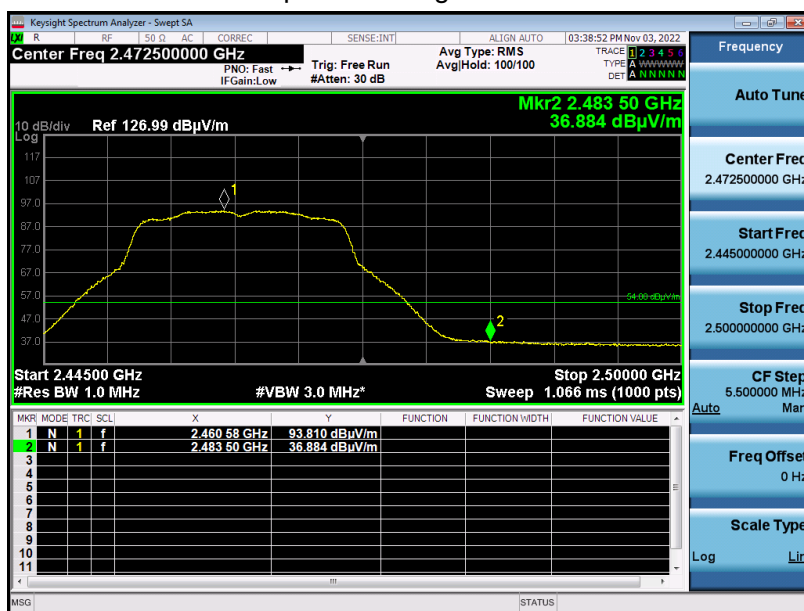 Keysight Spectrum Analyzer - Swept SA
LXI R RF 50 Ω AC CORREC SENSE:INT ALIGN AUTO 03:38:52 PM Nov 03, 2022
Center Freq 2.472500000 GHz
PNO: Fast
IFGain:Low
Trig: Free Run
#Atten: 30 dB
Avg Type: RMS
Avg|Hold: 100/100
TRACE 1 2 3 4 5 6
TYPE A WWWWW
DET A N N N N N
Mkr2 2.483 50 GHz
36.884 dBµV/m
10 dB/div Ref 126.99 dBµV/m
Log
117
107
97.0
87.0
77.0
67.0
57.0
47.0
37.0
1
2
54.00 dBµV/m
Start 2.44500 GHz Stop 2.50000 GHz
#Res BW 1.0 MHz #VBW 3.0 MHz* Sweep 1.066 ms (1000 pts)
MKR MODE TRC SCL X Y FUNCTION FUNCTION WIDTH FUNCTION VALUE
1 N 1 f 2.460 58 GHz 93.810 dBµV/m
2 N 1 f 2.483 50 GHz 36.884 dBµV/m
3
4
5
6
7
8
9
10
11
MSG STATUS
Frequency
Auto Tune
Center Freq
2.472500000 GHz
Start Freq
2.445000000 GHz
Stop Freq
2.500000000 GHz
CF Step
5.500000 MHz
Auto Man
Freq Offset
0 Hz
Scale Type
Log Lin